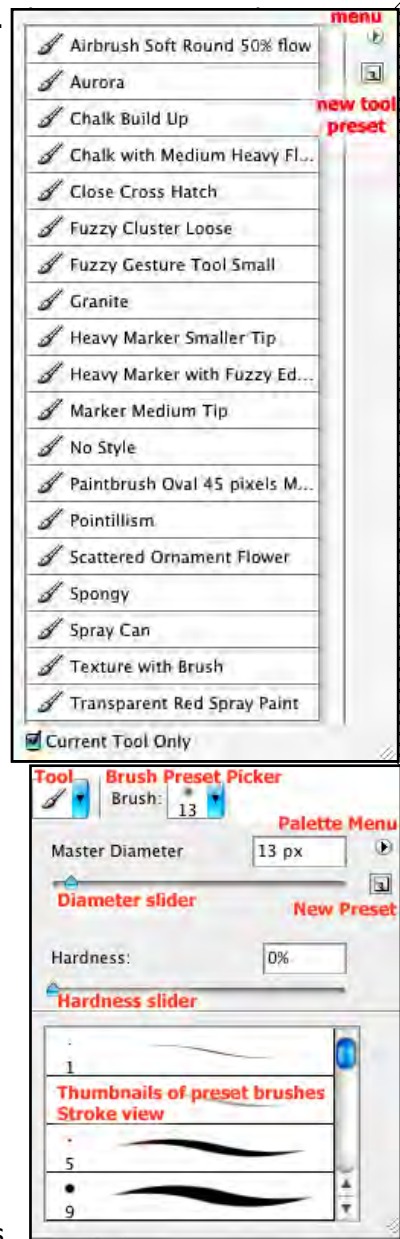 menu
Airbrush Soft Round 50% flow
Aurora
new tool
preset
Chalk Build Up
Chalk with Medium Heavy Fl...
Close Cross Hatch
Fuzzy Cluster Loose
Fuzzy Gesture Tool Small
Granite
Heavy Marker Smaller Tip
Heavy Marker with Fuzzy Ed...
Marker Medium Tip
No Style
Paintbrush Oval 45 pixels M...
Pointillism
Scattered Ornament Flower
Spongy
Spray Can
Texture with Brush
Transparent Red Spray Paint
Current Tool Only
Tool Brush Preset Picker
Brush: 13
Palette Menu
Master Diameter 13 px
Diameter slider
New Preset
Hardness: 0%
Hardness slider
1
Thumbnails of preset brushes
Stroke view
5
9